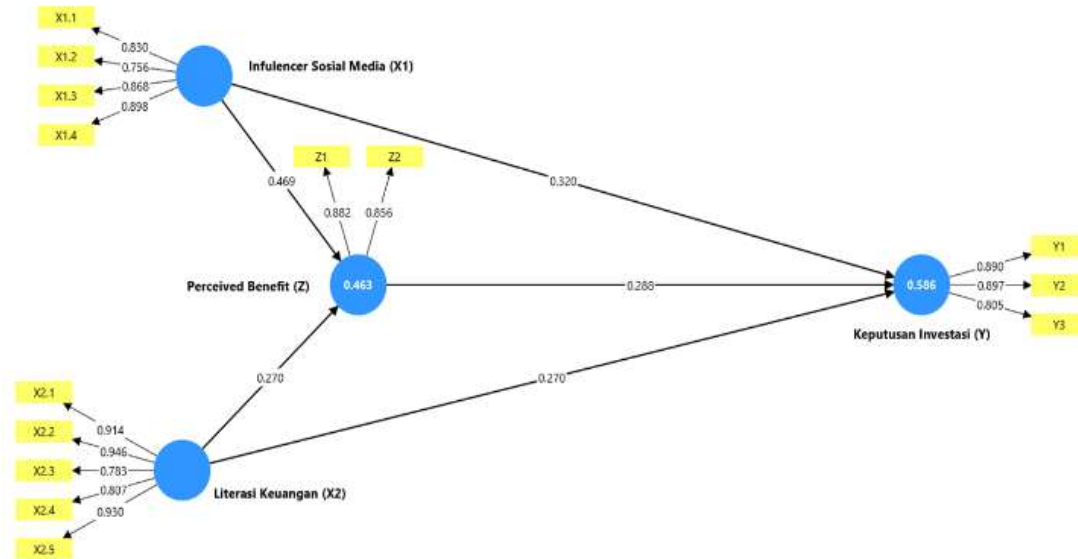 X1.1
0.830
X1.2
0.756
X1.3
0.868
X1.4
0.898
Infulencer Sosial Media (X1)
Z1
Z2
0.469
0.320
0.882
0.856
Perceived Benefit (Z)
0.463
0.288
0.586
Y1
0.890
Y2
0.897
Y3
0.805
Keputusan Investasi (Y)
0.270
0.270
X2.1
0.914
X2.2
0.946
X2.3
0.783
X2.4
0.807
X2.5
0.930
Literasi Keuangan (X2)